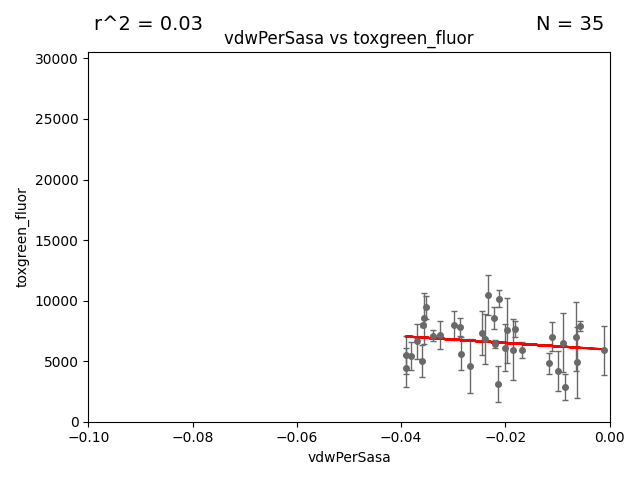 r^2 = 0.03
N = 35
vdwPerSasa vs toxgreen_fluor
30000
25000
20000
15000
10000
5000
0
toxgreen_fluor
−0.10
−0.08
−0.06
−0.04
−0.02
0.00
vdwPerSasa